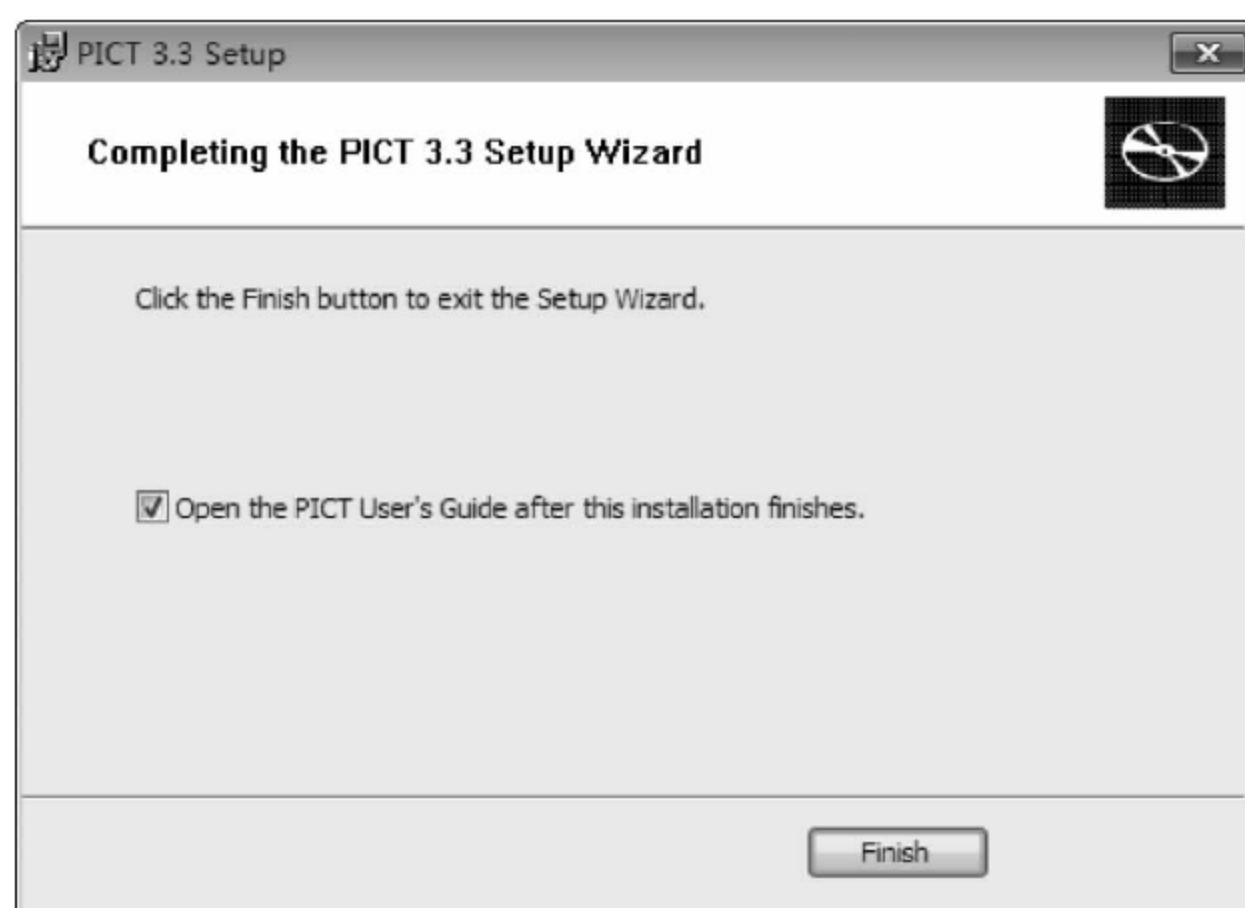 PICT 3.3 Setup
Completing the PICT 3.3 Setup Wizard
Click the Finish button to exit the Setup Wizard.
Open the PICT User's Guide after this installation finishes.
Finish